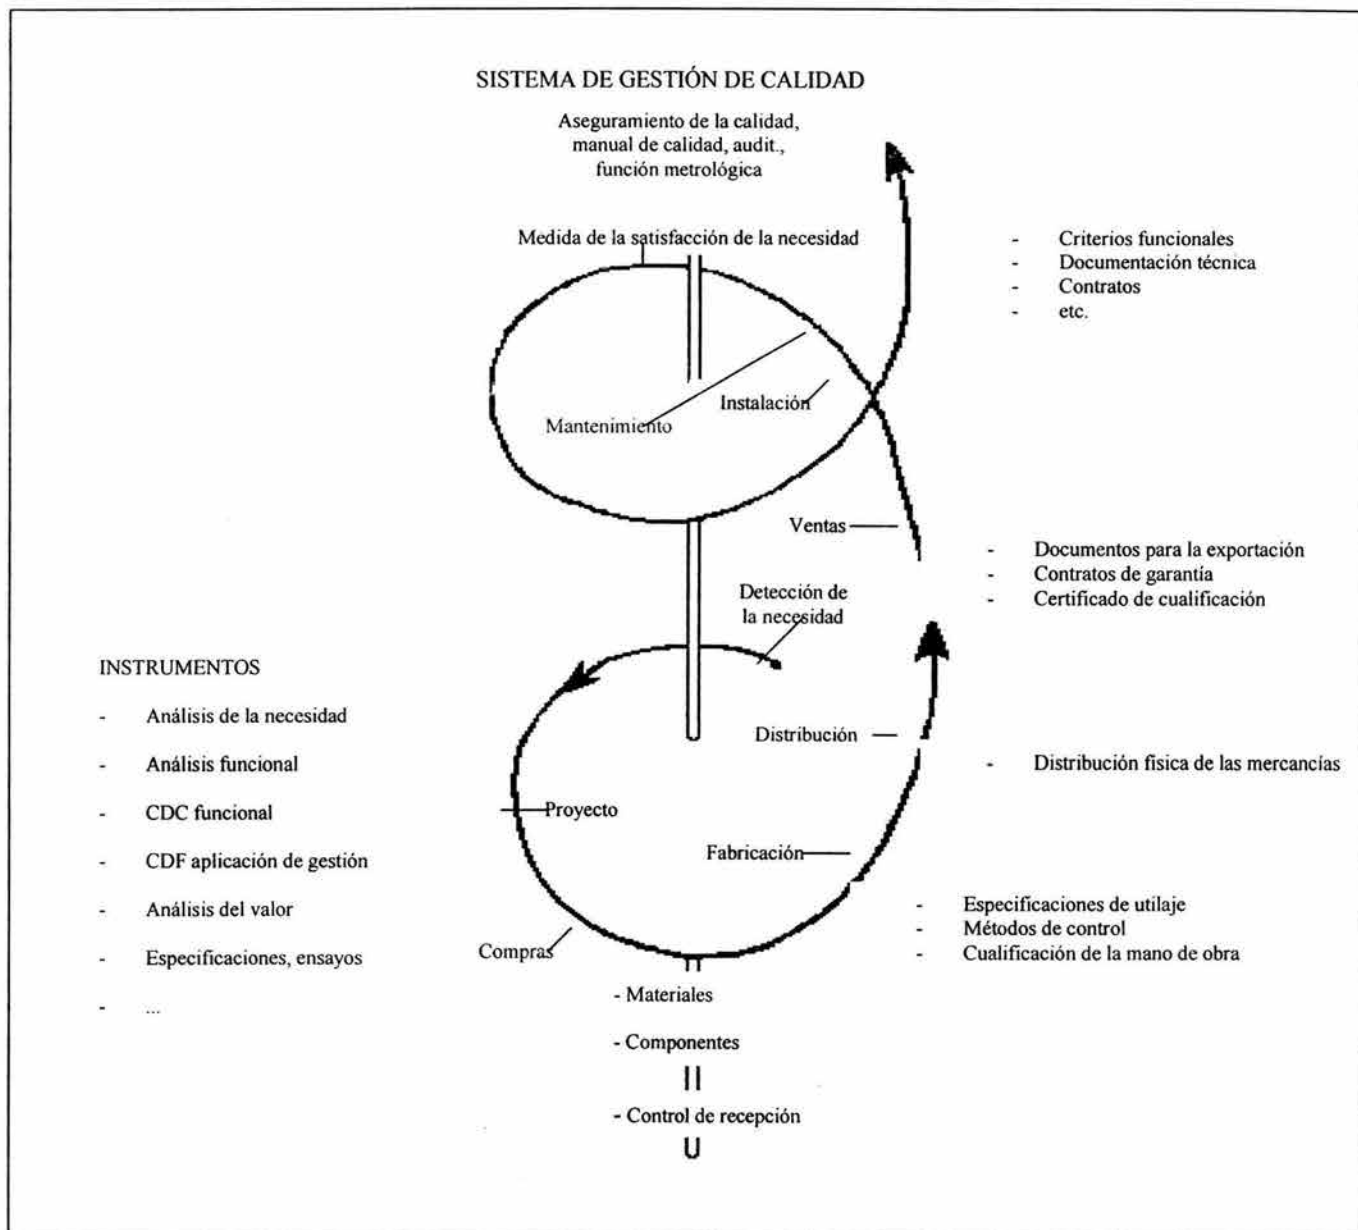 SISTEMA DE GESTIÓN DE CALIDAD
Aseguramiento de la calidad,
manual de calidad, audit.,
función metrológica
Medida de la satisfacción de la necesidad
- Criterios funcionales
- Documentación técnica
- Contratos
- etc.
Instalación
Mantenimiento
Ventas
- Documentos para la exportación
- Contratos de garantía
- Certificado de cualificación
Detección de
la necesidad
INSTRUMENTOS
- Análisis de la necesidad
- Análisis funcional
- CDC funcional
- CDF aplicación de gestión
- Análisis del valor
- Especificaciones, ensayos
- ...
Distribución
- Distribución física de las mercancías
Proyecto
Fabricación
- Especificaciones de utilaje
- Métodos de control
- Cualificación de la mano de obra
Compras
- Materiales
- Componentes
- Control de recepción